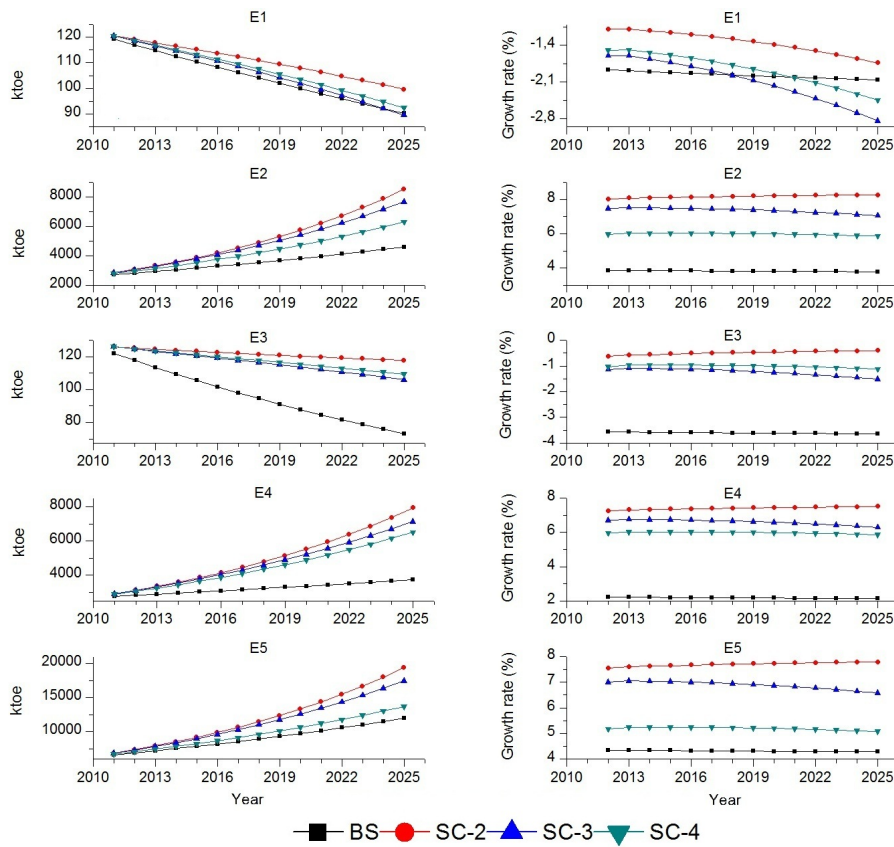 E1
E1
120
110
100
90
ktoe
-1,4
-2,1
-2,8
Growth rate (%)
2010 2013 2016 2019 2022 2025
2010 2013 2016 2019 2022 2025
E2
E2
8000
6000
4000
2000
ktoe
8
6
4
Growth rate (%)
2010 2013 2016 2019 2022 2025
2010 2013 2016 2019 2022 2025
E3
E3
120
100
80
ktoe
0
-1
-2
-3
-4
Growth rate (%)
2010 2013 2016 2019 2022 2025
2010 2013 2016 2019 2022 2025
E4
E4
8000
6000
4000
ktoe
8
6
4
2
Growth rate (%)
2010 2013 2016 2019 2022 2025
2010 2013 2016 2019 2022 2025
E5
E5
20000
15000
10000
ktoe
8
7
6
5
4
Growth rate (%)
2010 2013 2016 2019 2022 2025
2010 2013 2016 2019 2022 2025
Year
Year
BS SC-2 SC-3 SC-4